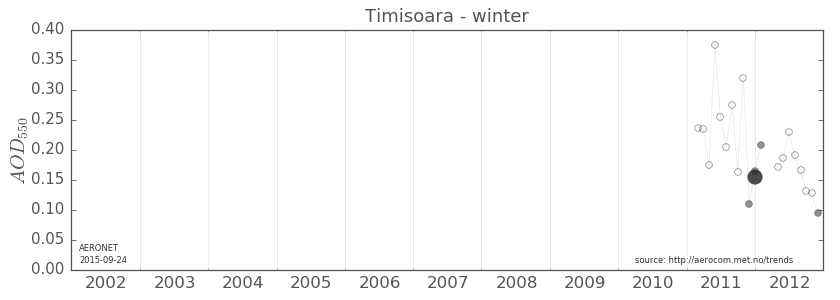 Timisoara - winter
0.40
0.35
0.30
0.25
0.20
0.15
0.10
0.05
0.00
AOD550
AERONET
2015-09-24
source: http://aerocom.met.no/trends
2002 2003 2004 2005 2006 2007 2008 2009 2010 2011 2012